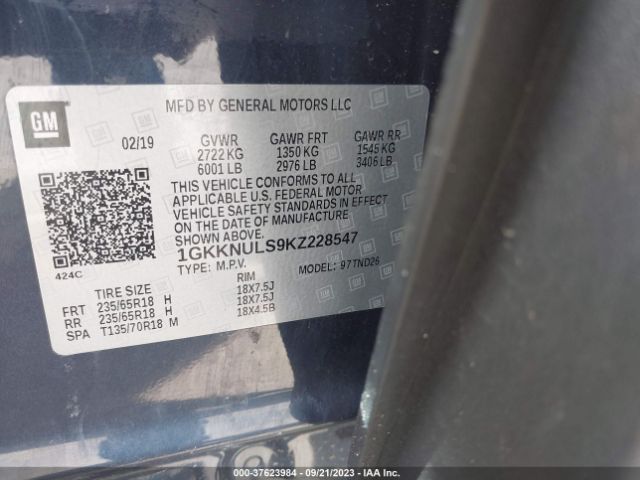 GM
MFD BY GENERAL MOTORS LLC
02/19 GVWR GAWR FRT GAWR RR
2722 KG 1350 KG 1545 KG
6001 LB 2976 LB 3406 LB
THIS VEHICLE CONFORMS TO ALL
APPLICABLE U.S. FEDERAL MOTOR
VEHICLE SAFETY STANDARDS IN EFFECT
ON THE DATE OF MANUFACTURE
SHOWN ABOVE.
1GKKNULS9KZ228547
424C TYPE: M.P.V. MODEL: 97TND26
TIRE SIZE RIM
FRT 235/65R18 H 18X7.5J
RR 235/65R18 H 18X7.5J
SPA T135/70R18 M 18X4.5B
000-37623984 - 09/21/2023 - IAA Inc.